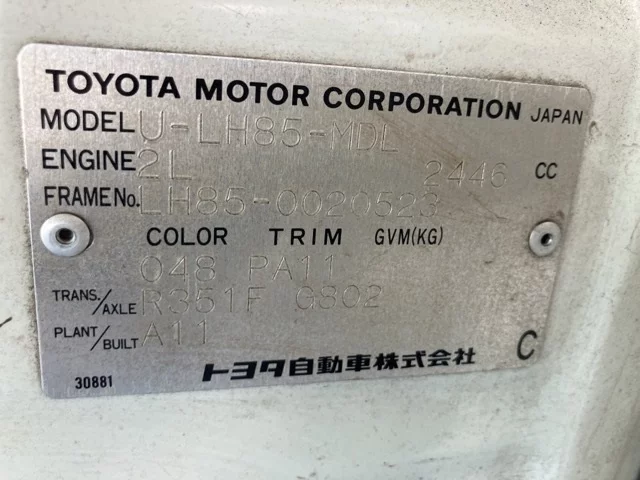 TOYOTA MOTOR CORPORATION JAPAN
MODEL U-LH85-MDL
ENGINE 2L 2446 CC
FRAME No. LH85-0020523
COLOR TRIM GVM(KG)
048 PA11
TRANS./AXLE R351F G802
PLANT/BUILT A11
C
30881 トヨタ自動車株式会社